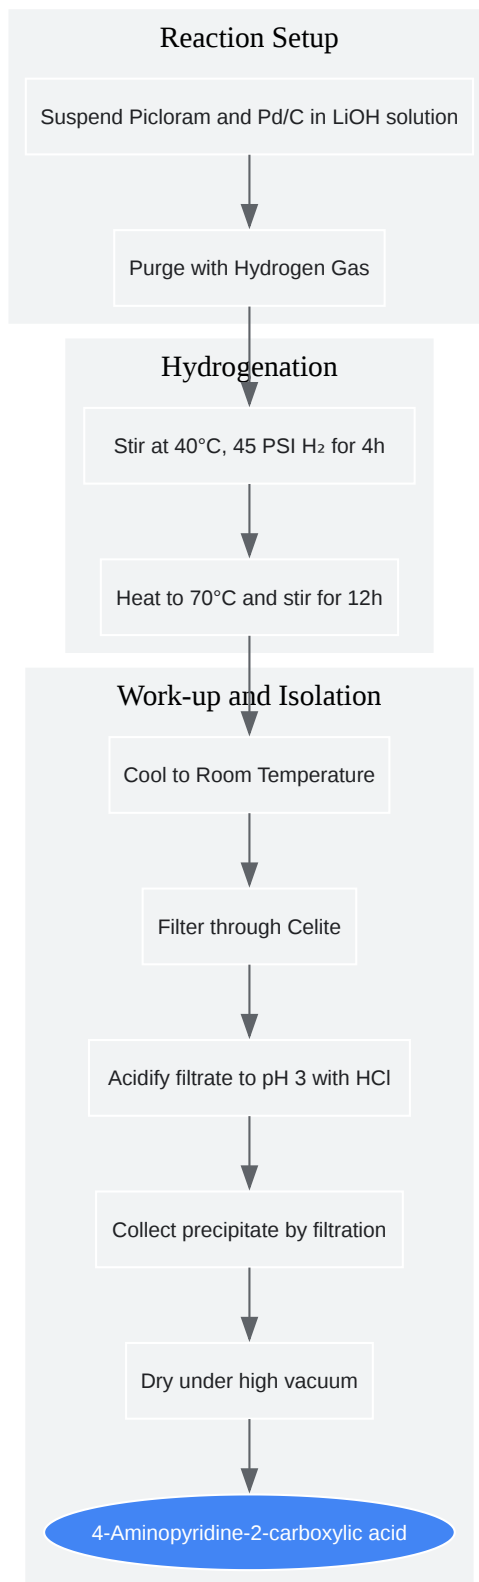 Reaction Setup
Suspend Picloram and Pd/C in LiOH solution
Purge with Hydrogen Gas
Hydrogenation
Stir at 40°C, 45 PSI H₂ for 4h
Heat to 70°C and stir for 12h
Work-up and Isolation
Cool to Room Temperature
Filter through Celite
Acidify filtrate to pH 3 with HCl
Collect precipitate by filtration
Dry under high vacuum
4-Aminopyridine-2-carboxylic acid